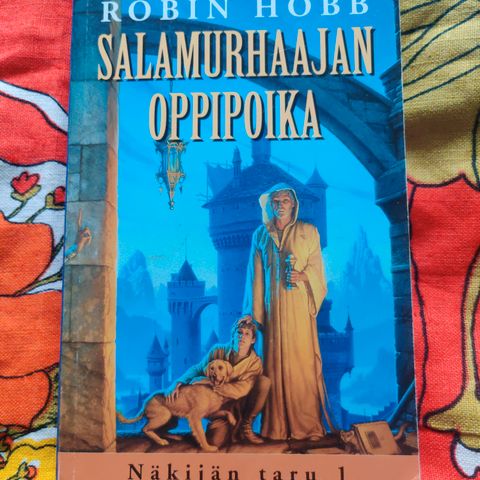 ROBIN HOBB
SALAMURHAAJAN
OPPIPOIKA
Näkijän taru 1